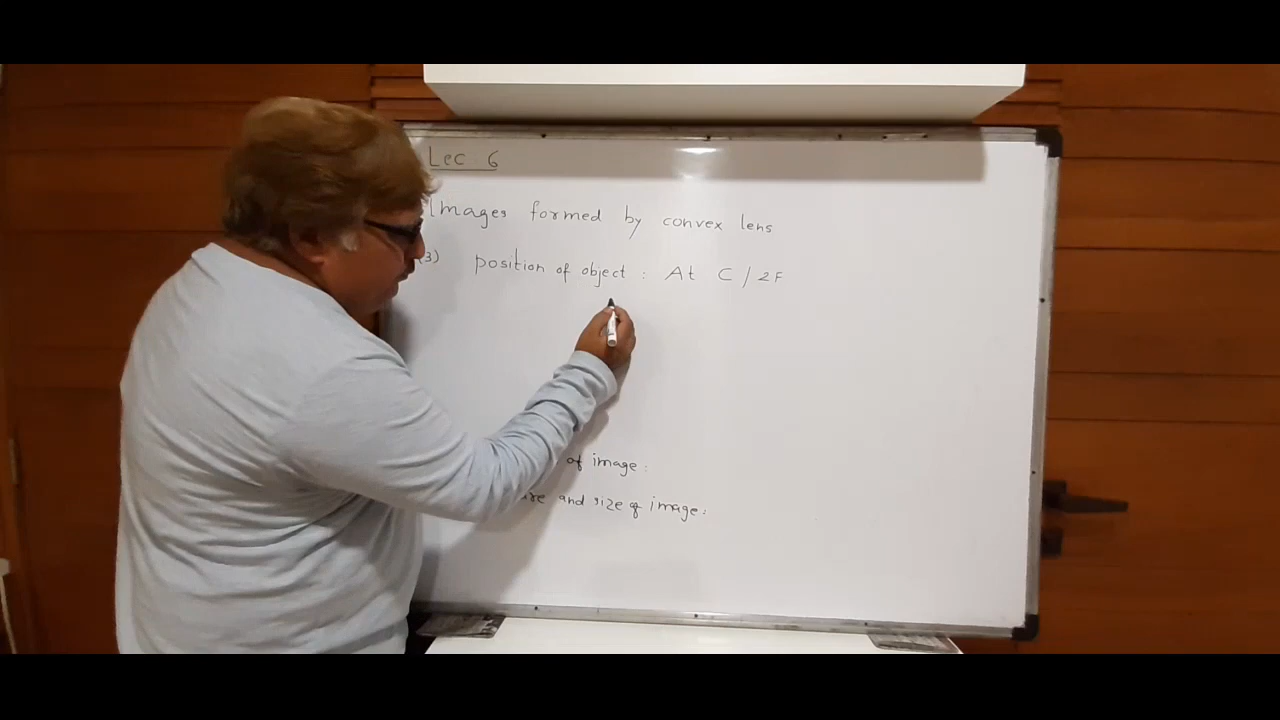 Lec 6
Images formed by convex lens
(3) position of object : At C / 2F
of image :
and size of image :